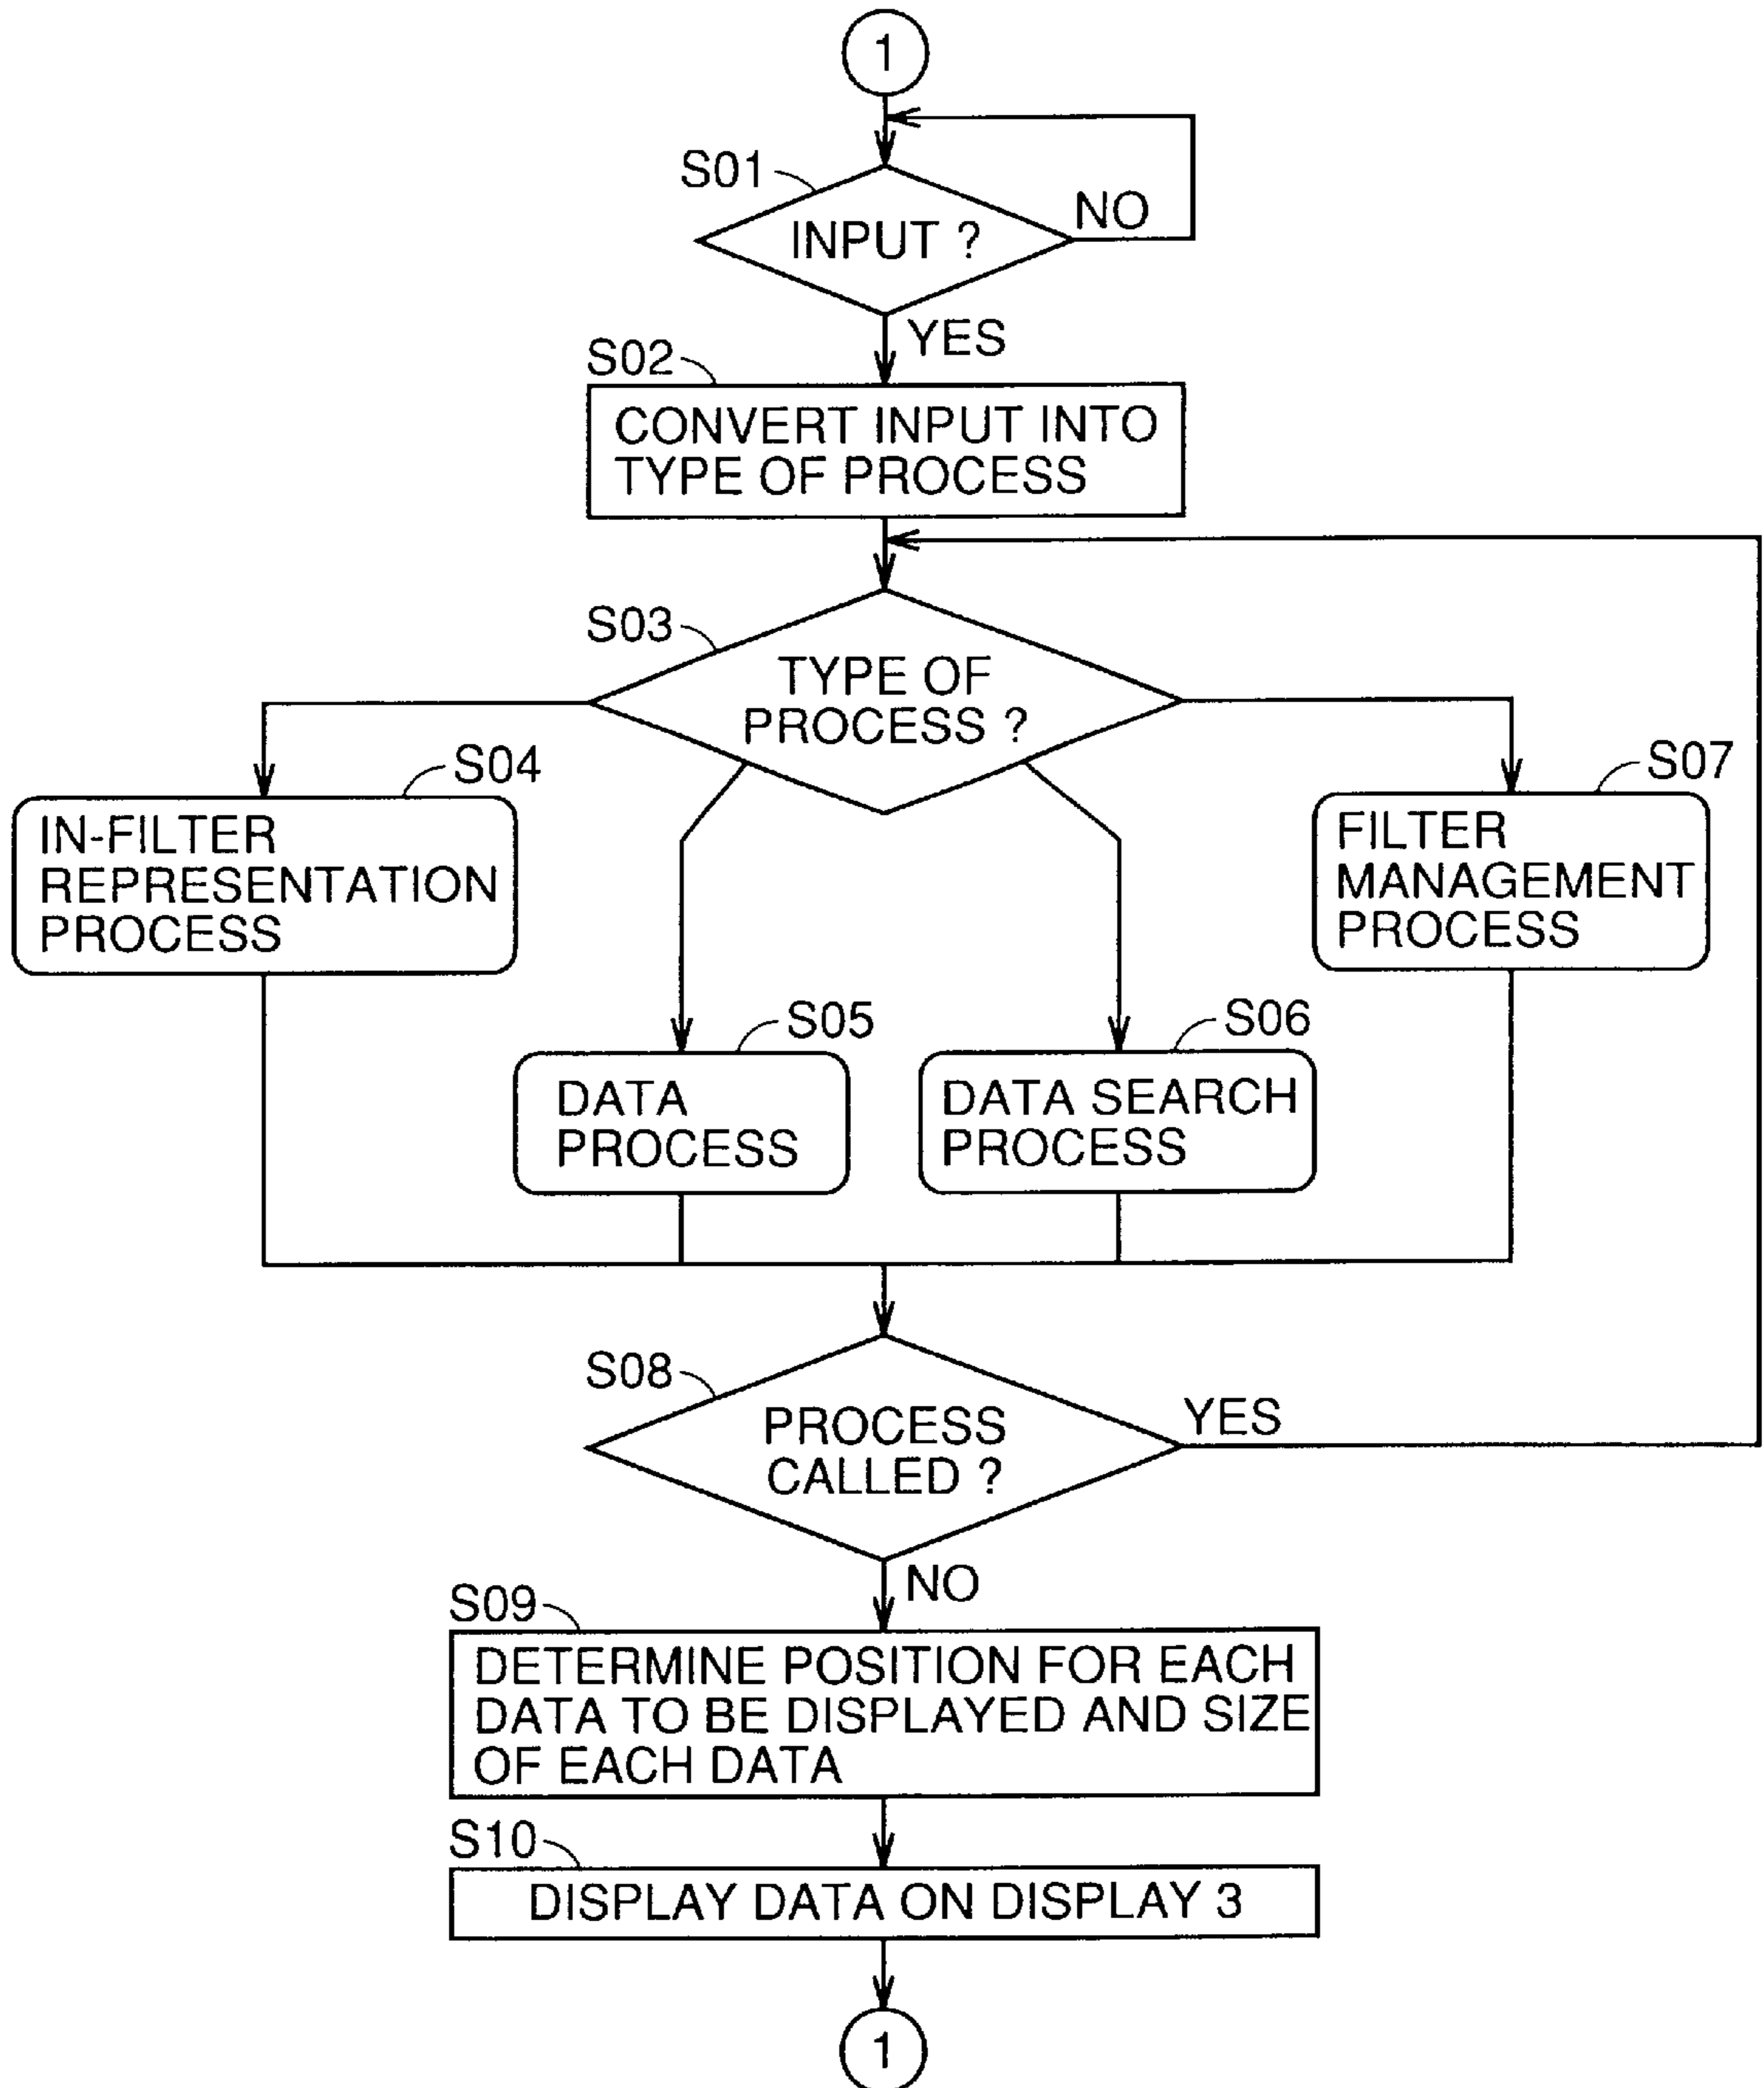 1
S01
INPUT ?
NO
YES
S02
CONVERT INPUT INTO
TYPE OF PROCESS
S03
TYPE OF
PROCESS ?
S04
IN-FILTER
REPRESENTATION
PROCESS
S07
FILTER
MANAGEMENT
PROCESS
S05
DATA
PROCESS
S06
DATA SEARCH
PROCESS
S08
PROCESS
CALLED ?
YES
NO
S09
DETERMINE POSITION FOR EACH
DATA TO BE DISPLAYED AND SIZE
OF EACH DATA
S10
DISPLAY DATA ON DISPLAY 3
1